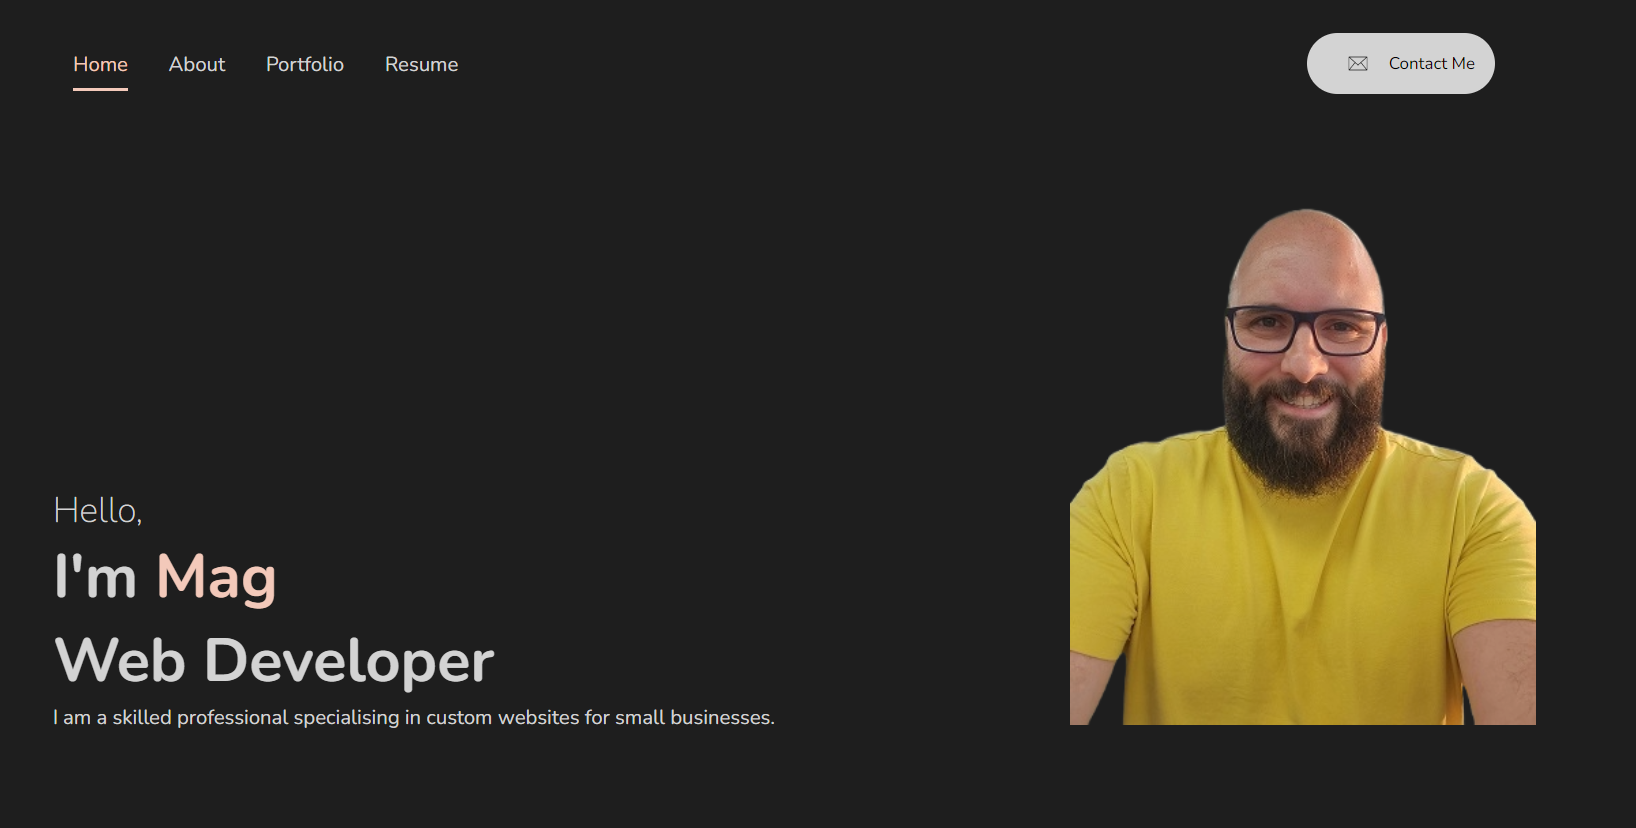 Home About Portfolio Resume Contact Me
Hello,
I'm Mag
Web Developer
I am a skilled professional specialising in custom websites for small businesses.